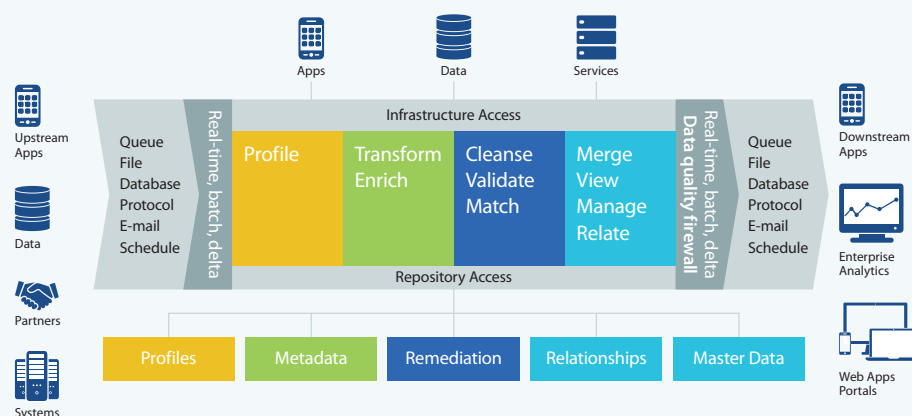 Apps
Data
Services
Upstream
Apps
Data
Partners
Systems
Queue
File
Database
Protocol
E-mail
Schedule
Real-time, batch, delta
Infrastructure Access
Profile
Transform
Enrich
Cleanse
Validate
Match
Merge
View
Manage
Relate
Repository Access
Real-time, batch, delta
Data quality firewall
Queue
File
Database
Protocol
E-mail
Schedule
Downstream
Apps
Enterprise
Analytics
Web Apps
Portals
Profiles
Metadata
Remediation
Relationships
Master Data